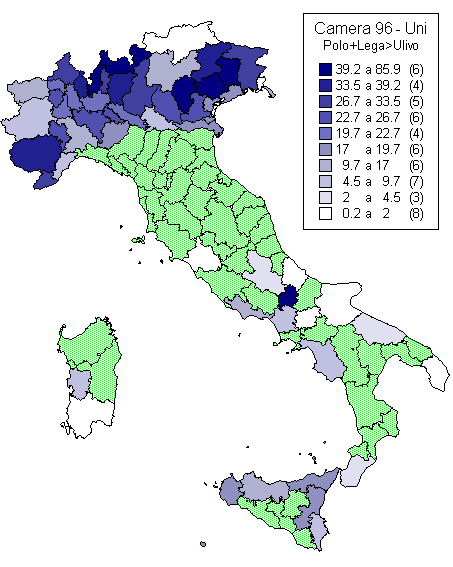 Camera 96 - Uni
Polo+Lega>Ulivo
39.2 a 85.9 (6)
33.5 a 39.2 (4)
26.7 a 33.5 (5)
22.7 a 26.7 (6)
19.7 a 22.7 (4)
17 a 19.7 (6)
9.7 a 17 (6)
4.5 a 9.7 (7)
2 a 4.5 (3)
0.2 a 2 (8)